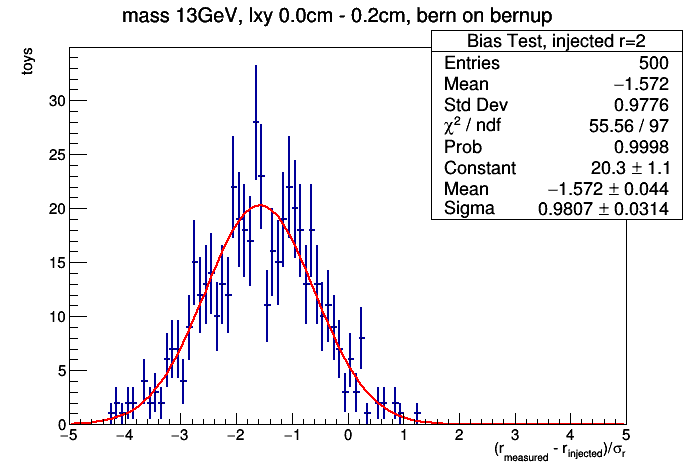 mass 13GeV, lxy 0.0cm - 0.2cm, bern on bernup
Bias Test, injected r=2
Entries 500
Mean −1.572
Std Dev 0.9776
χ² / ndf 55.56 / 97
Prob 0.9998
Constant 20.3 ± 1.1
Mean −1.572 ± 0.044
Sigma 0.9807 ± 0.0314
toys
30
25
20
15
10
5
0
−5 −4 −3 −2 −1 0 1 2 3 4 5
(r_measured - r_injected)/σ_r